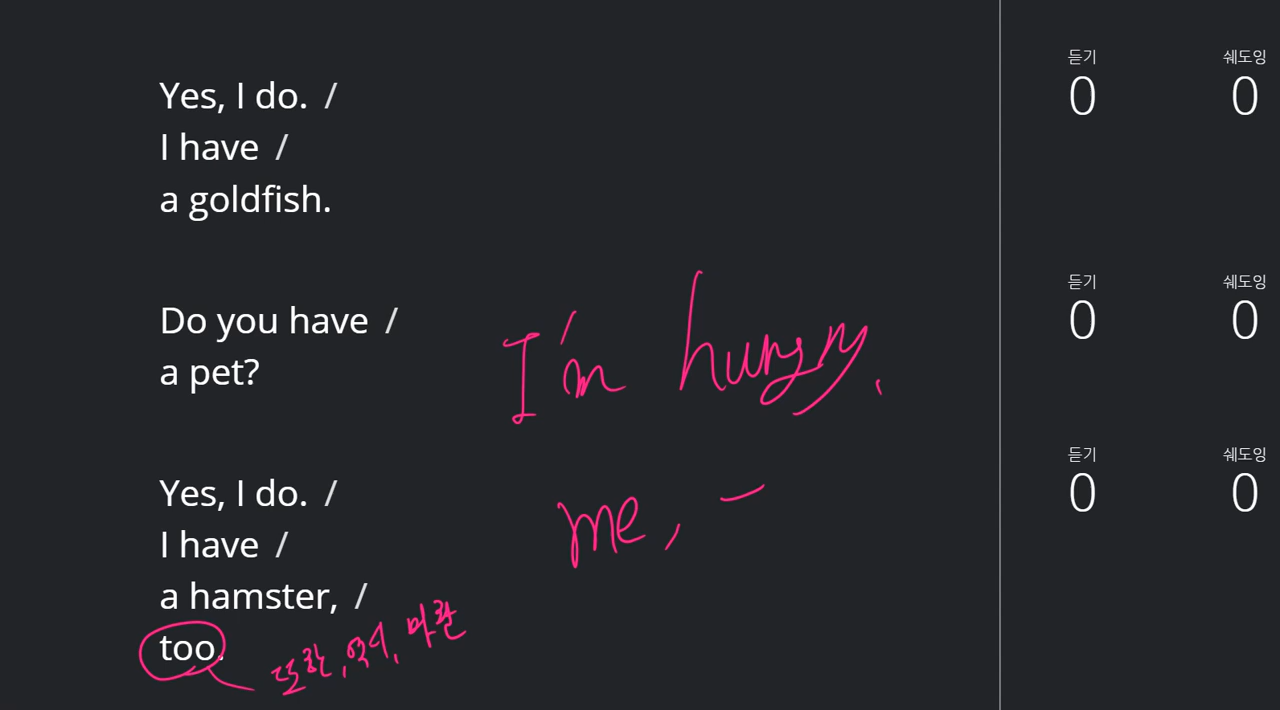 듣기 쉐도잉
Yes, I do. / 0 0
I have /
a goldfish.
듣기 쉐도잉
Do you have / 0 0
a pet?
I'm hungry.
듣기 쉐도잉
Yes, I do. / 0 0
me, -
I have /
a hamster, /
too.
또한, 역시, 마찬